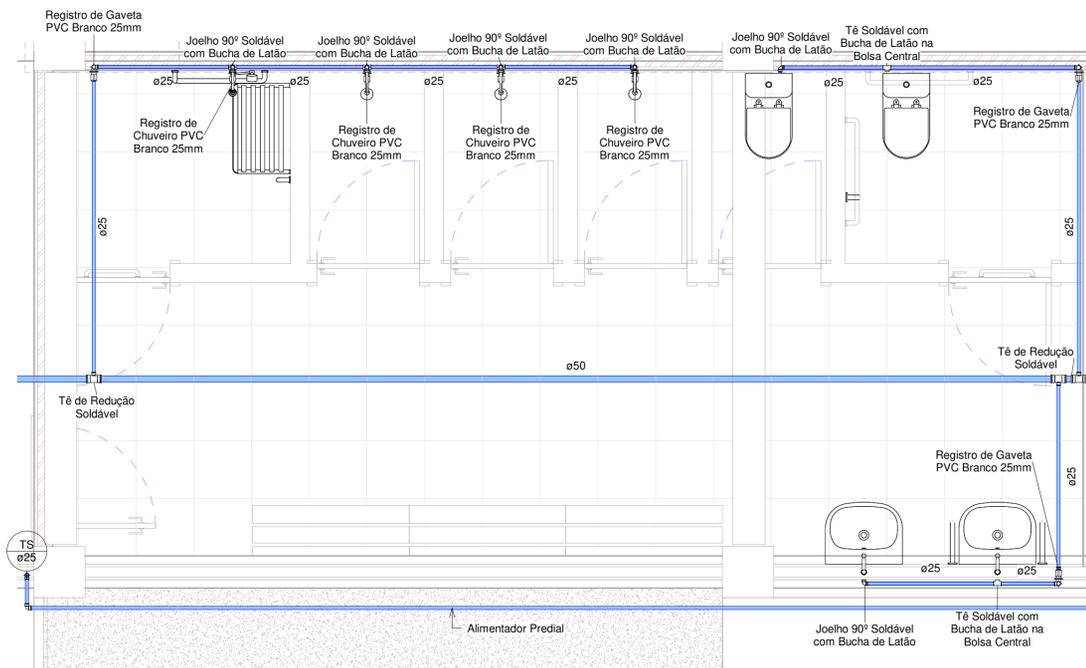 Registro de Gaveta
PVC Branco 25mm
Joelho 90º Soldável
com Bucha de Latão
Joelho 90º Soldável
com Bucha de Latão
Joelho 90º Soldável
com Bucha de Latão
Joelho 90º Soldável
com Bucha de Latão
Joelho 90º Soldável
com Bucha de Latão
Tê Soldável com
Bucha de Latão na
Bolsa Central
ø25
ø25
ø25
ø25
ø25
ø25
Registro de
Chuveiro PVC
Branco 25mm
Registro de
Chuveiro PVC
Branco 25mm
Registro de
Chuveiro PVC
Branco 25mm
Registro de
Chuveiro PVC
Branco 25mm
Registro de Gaveta
PVC Branco 25mm
ø25
ø25
ø50
Tê de Redução
Soldável
Tê de Redução
Soldável
Registro de Gaveta
PVC Branco 25mm
ø25
TS
ø25
ø25
ø25
Alimentador Predial
Joelho 90º Soldável
com Bucha de Latão
Tê Soldável com
Bucha de Latão na
Bolsa Central